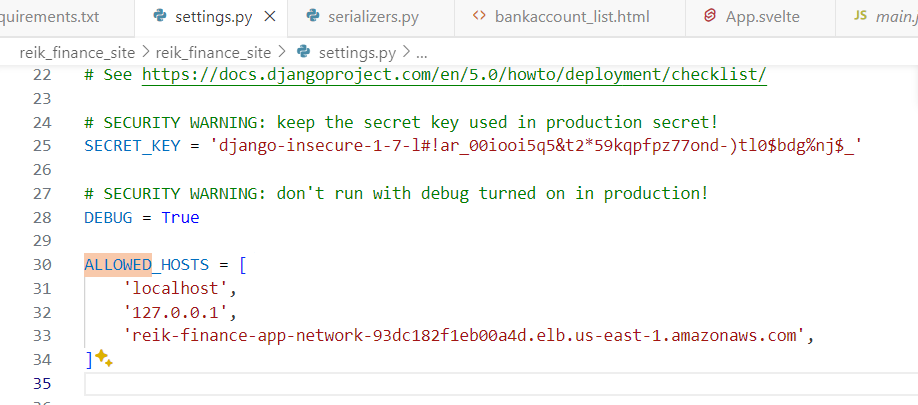 quirements.txt
settings.py
serializers.py
<> bankaccount_list.html
App.svelte
JS main.j
reik_finance_site > reik_finance_site > settings.py > ...
22 # See https://docs.djangoproject.com/en/5.0/howto/deployment/checklist/
23
24 # SECURITY WARNING: keep the secret key used in production secret!
25 SECRET_KEY = 'django-insecure-1-7-l#!ar_00iooi5q5&t2*59kqpfpz77ond-)tl0$bdg%nj$_'
26
27 # SECURITY WARNING: don't run with debug turned on in production!
28 DEBUG = True
29
30 ALLOWED_HOSTS = [
31 'localhost',
32 '127.0.0.1',
33 'reik-finance-app-network-93dc182f1eb00a4d.elb.us-east-1.amazonaws.com',
34 ]
35